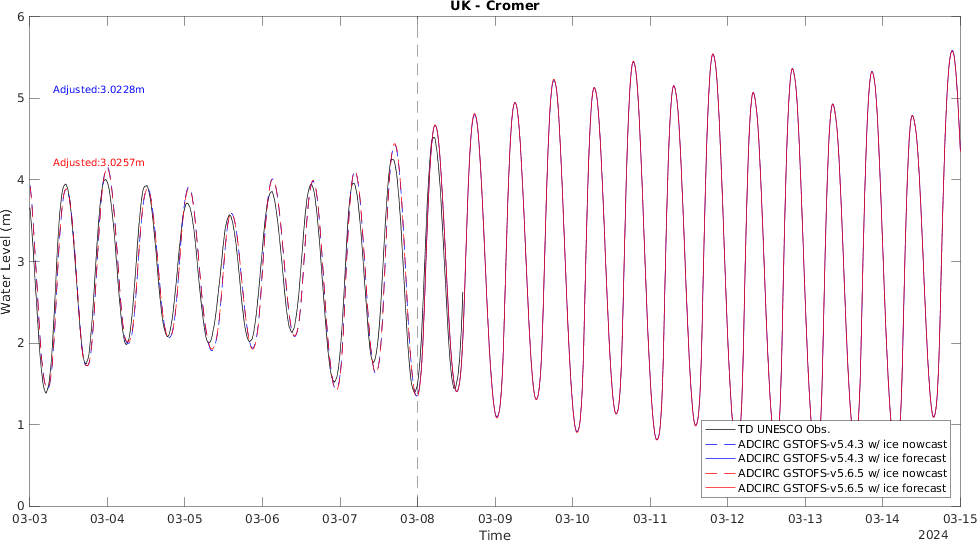 UK - Cromer
6
5
4
3
2
1
0
Water Level (m)
Adjusted:3.0228m
Adjusted:3.0257m
TD UNESCO Obs.
ADCIRC GSTOFS-v5.4.3 w/ ice nowcast
ADCIRC GSTOFS-v5.4.3 w/ ice forecast
ADCIRC GSTOFS-v5.6.5 w/ ice nowcast
ADCIRC GSTOFS-v5.6.5 w/ ice forecast
03-03 03-04 03-05 03-06 03-07 03-08 03-09 03-10 03-11 03-12 03-13 03-14 03-15
Time
2024